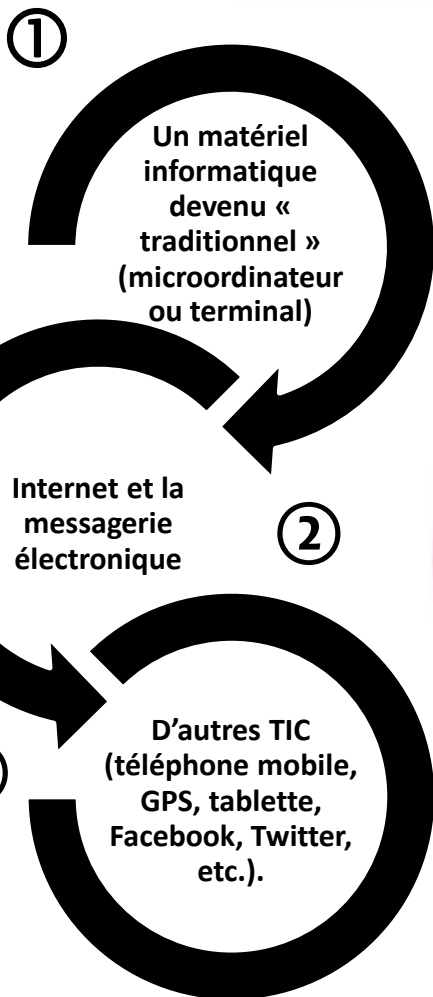 ①
Un matériel
informatique
devenu «
traditionnel »
(microordinateur
ou terminal)
Internet et la
messagerie
électronique
②
D’autres TIC
(téléphone mobile,
GPS, tablette,
Facebook, Twitter,
etc.).